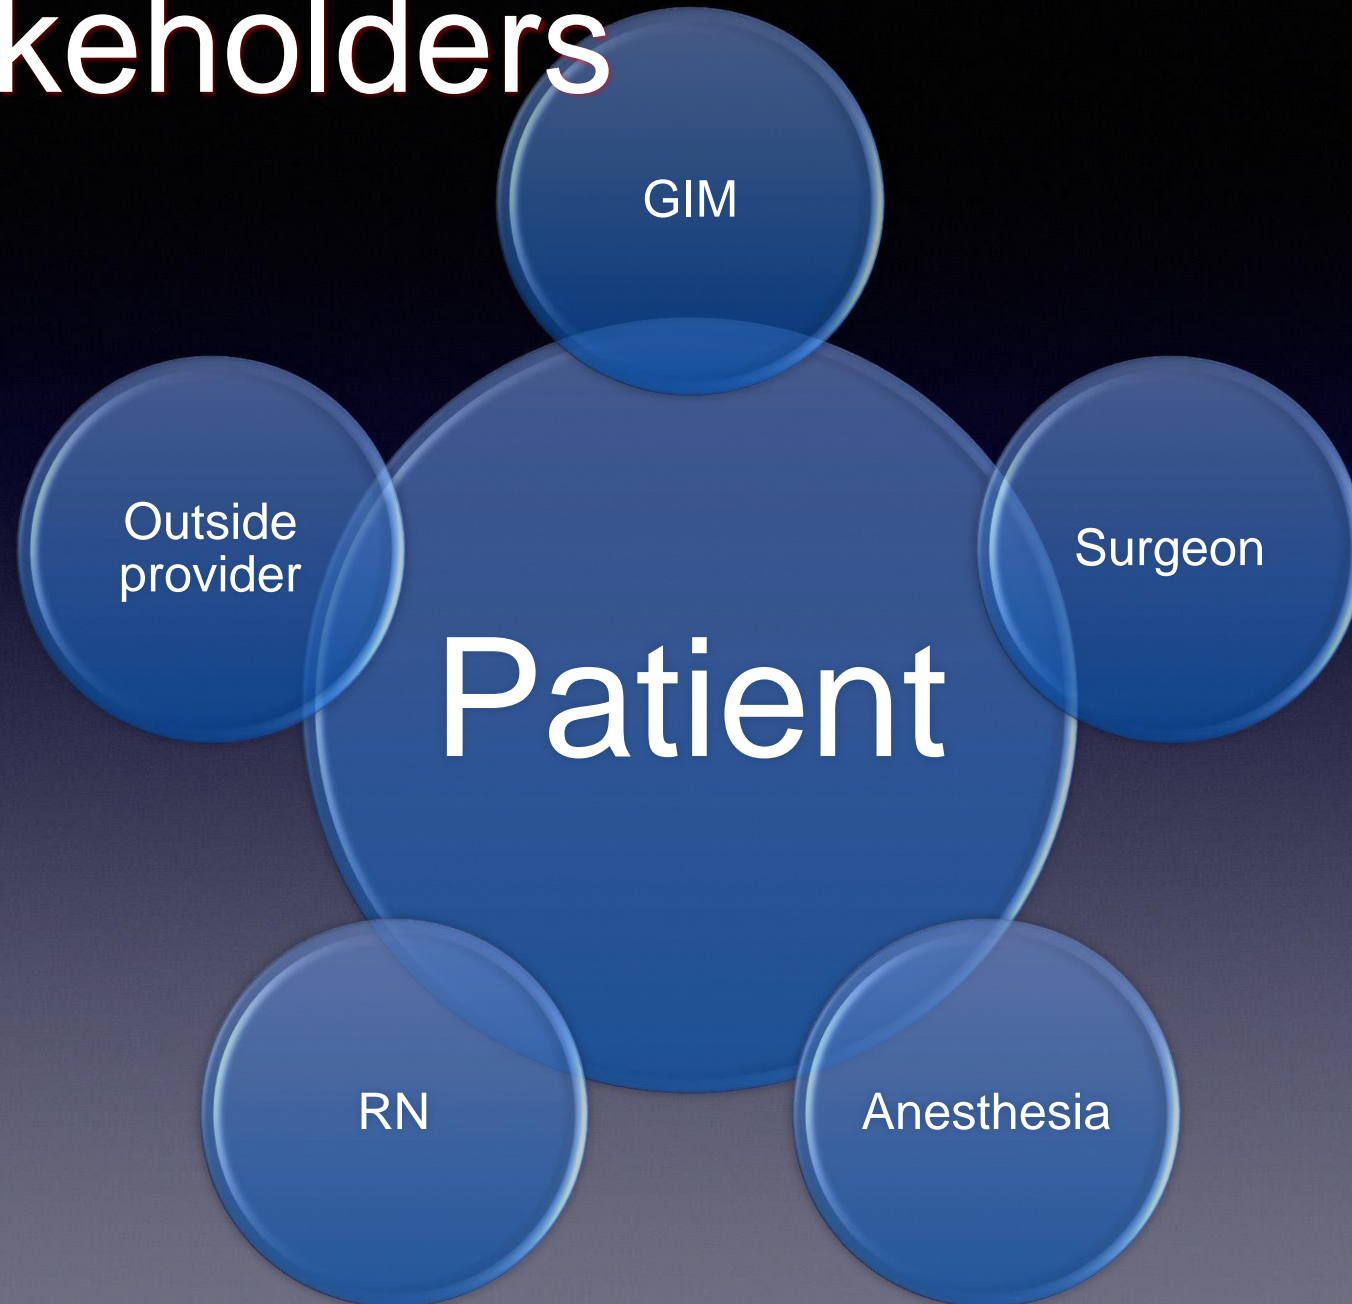 keholders
GIM
Outside
provider
Surgeon
Patient
RN
Anesthesia